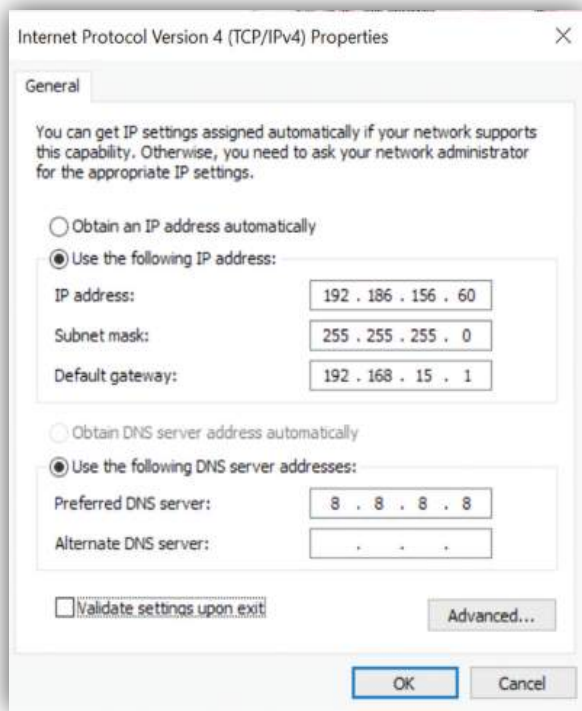 Internet Protocol Version 4 (TCP/IPv4) Properties
General
You can get IP settings assigned automatically if your network supports
this capability. Otherwise, you need to ask your network administrator
for the appropriate IP settings.
Obtain an IP address automatically
Use the following IP address:
IP address: 192 . 186 . 156 . 60
Subnet mask: 255 . 255 . 255 . 0
Default gateway: 192 . 168 . 15 . 1
Obtain DNS server address automatically
Use the following DNS server addresses:
Preferred DNS server: 8 . 8 . 8 . 8
Alternate DNS server: . . .
Validate settings upon exit
Advanced...
OK Cancel